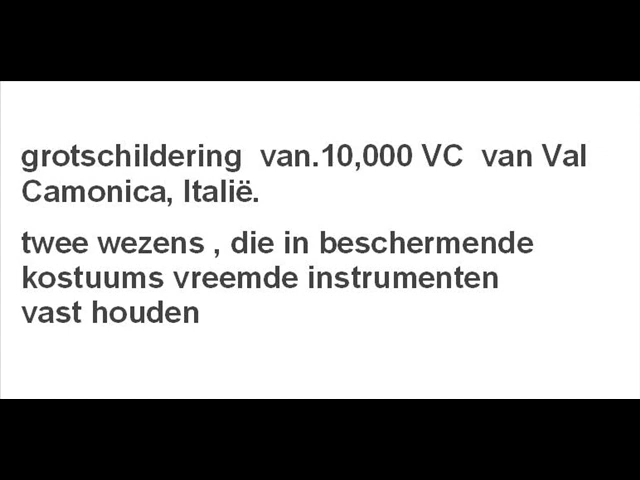 grotschildering  van.10,000 VC  van Val
Camonica, Italië.
twee wezens , die in beschermende
kostuums vreemde instrumenten
vast houden